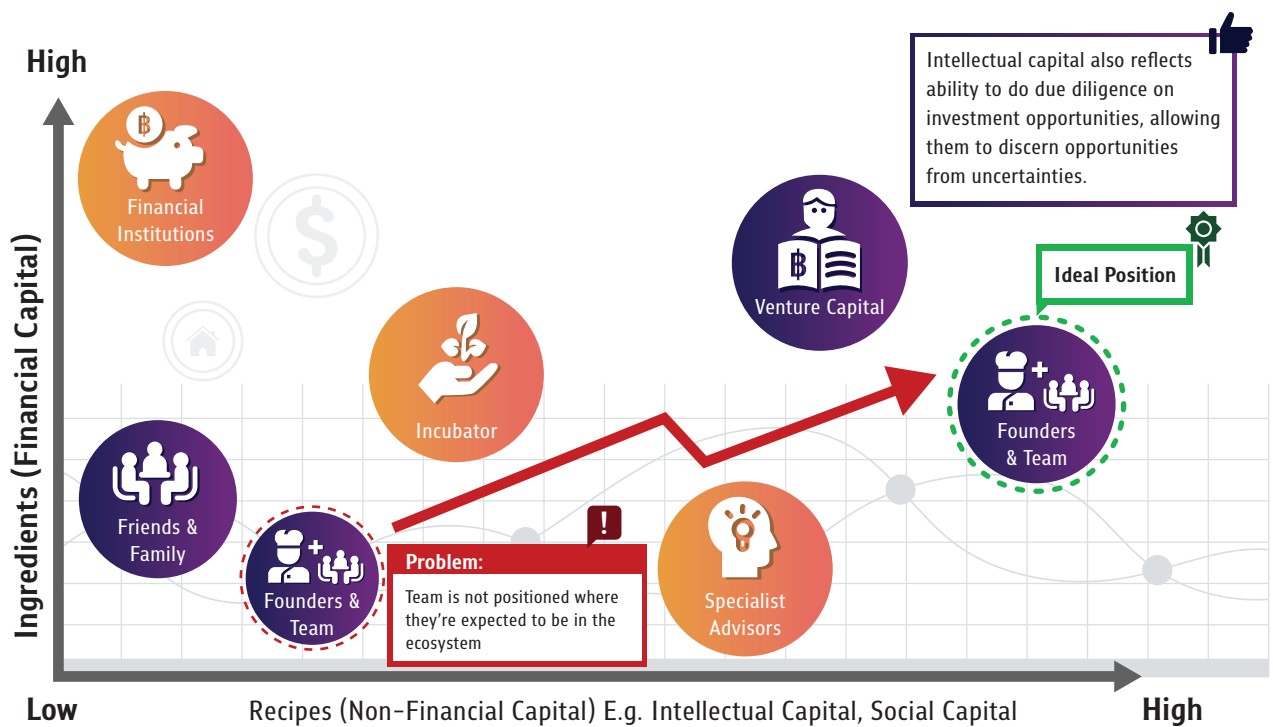 High
Intellectual capital also reflects
ability to do due diligence on
investment opportunities, allowing
them to discern opportunities
from uncertainties.
฿
Financial
Institutions
$
฿
Venture Capital
Ideal Position
Incubator
Founders
& Team
Friends &
Family
Founders &
Team
!
Problem:
Team is not positioned where
they’re expected to be in the
ecosystem
Specialist
Advisors
Ingredients (Financial Capital)
Low
Recipes (Non-Financial Capital) E.g. Intellectual Capital, Social Capital
High